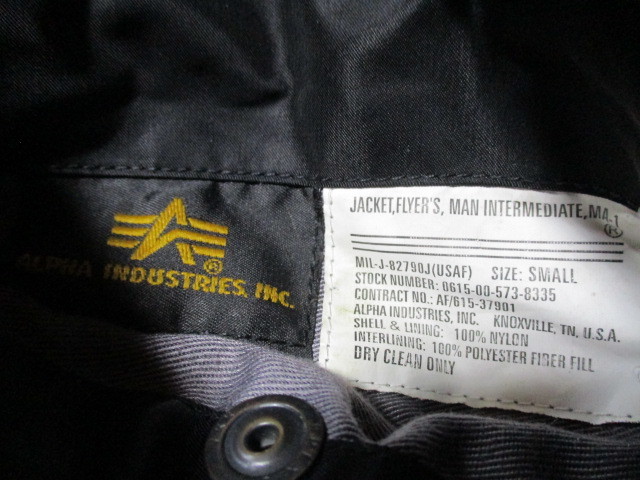 ALPHA INDUSTRIES, INC.
®
JACKET,FLYER'S, MAN INTERMEDIATE,MA-1
®
MIL-J-82790J(USAF) SIZE: SMALL
STOCK NUMBER: 0615-00-573-8335
CONTRACT NO.: AF/615-37901
ALPHA INDUSTRIES, INC. KNOXVILLE, TN, U.S.A.
SHELL & LINING: 100% NYLON
INTERLINING: 100% POLYESTER FIBER FILL
DRY CLEAN ONLY